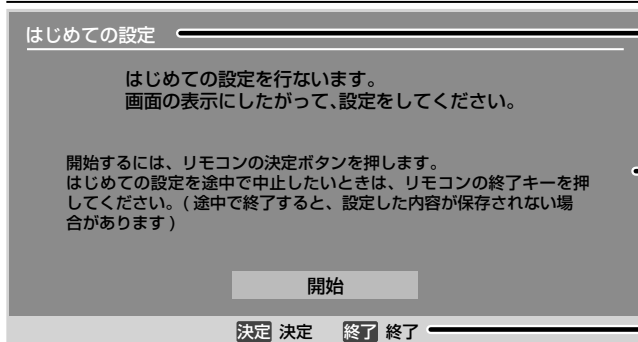 はじめての設定
はじめての設定を行ないます。
画面の表示にしたがって、設定をしてください。
開始するには、リモコンの決定ボタンを押します。
はじめての設定を途中で中止したいときは、リモコンの終了キーを押
してください。( 途中で終了すると、設定した内容が保存されない場
合があります )
開始
決定 決定 終了 終了